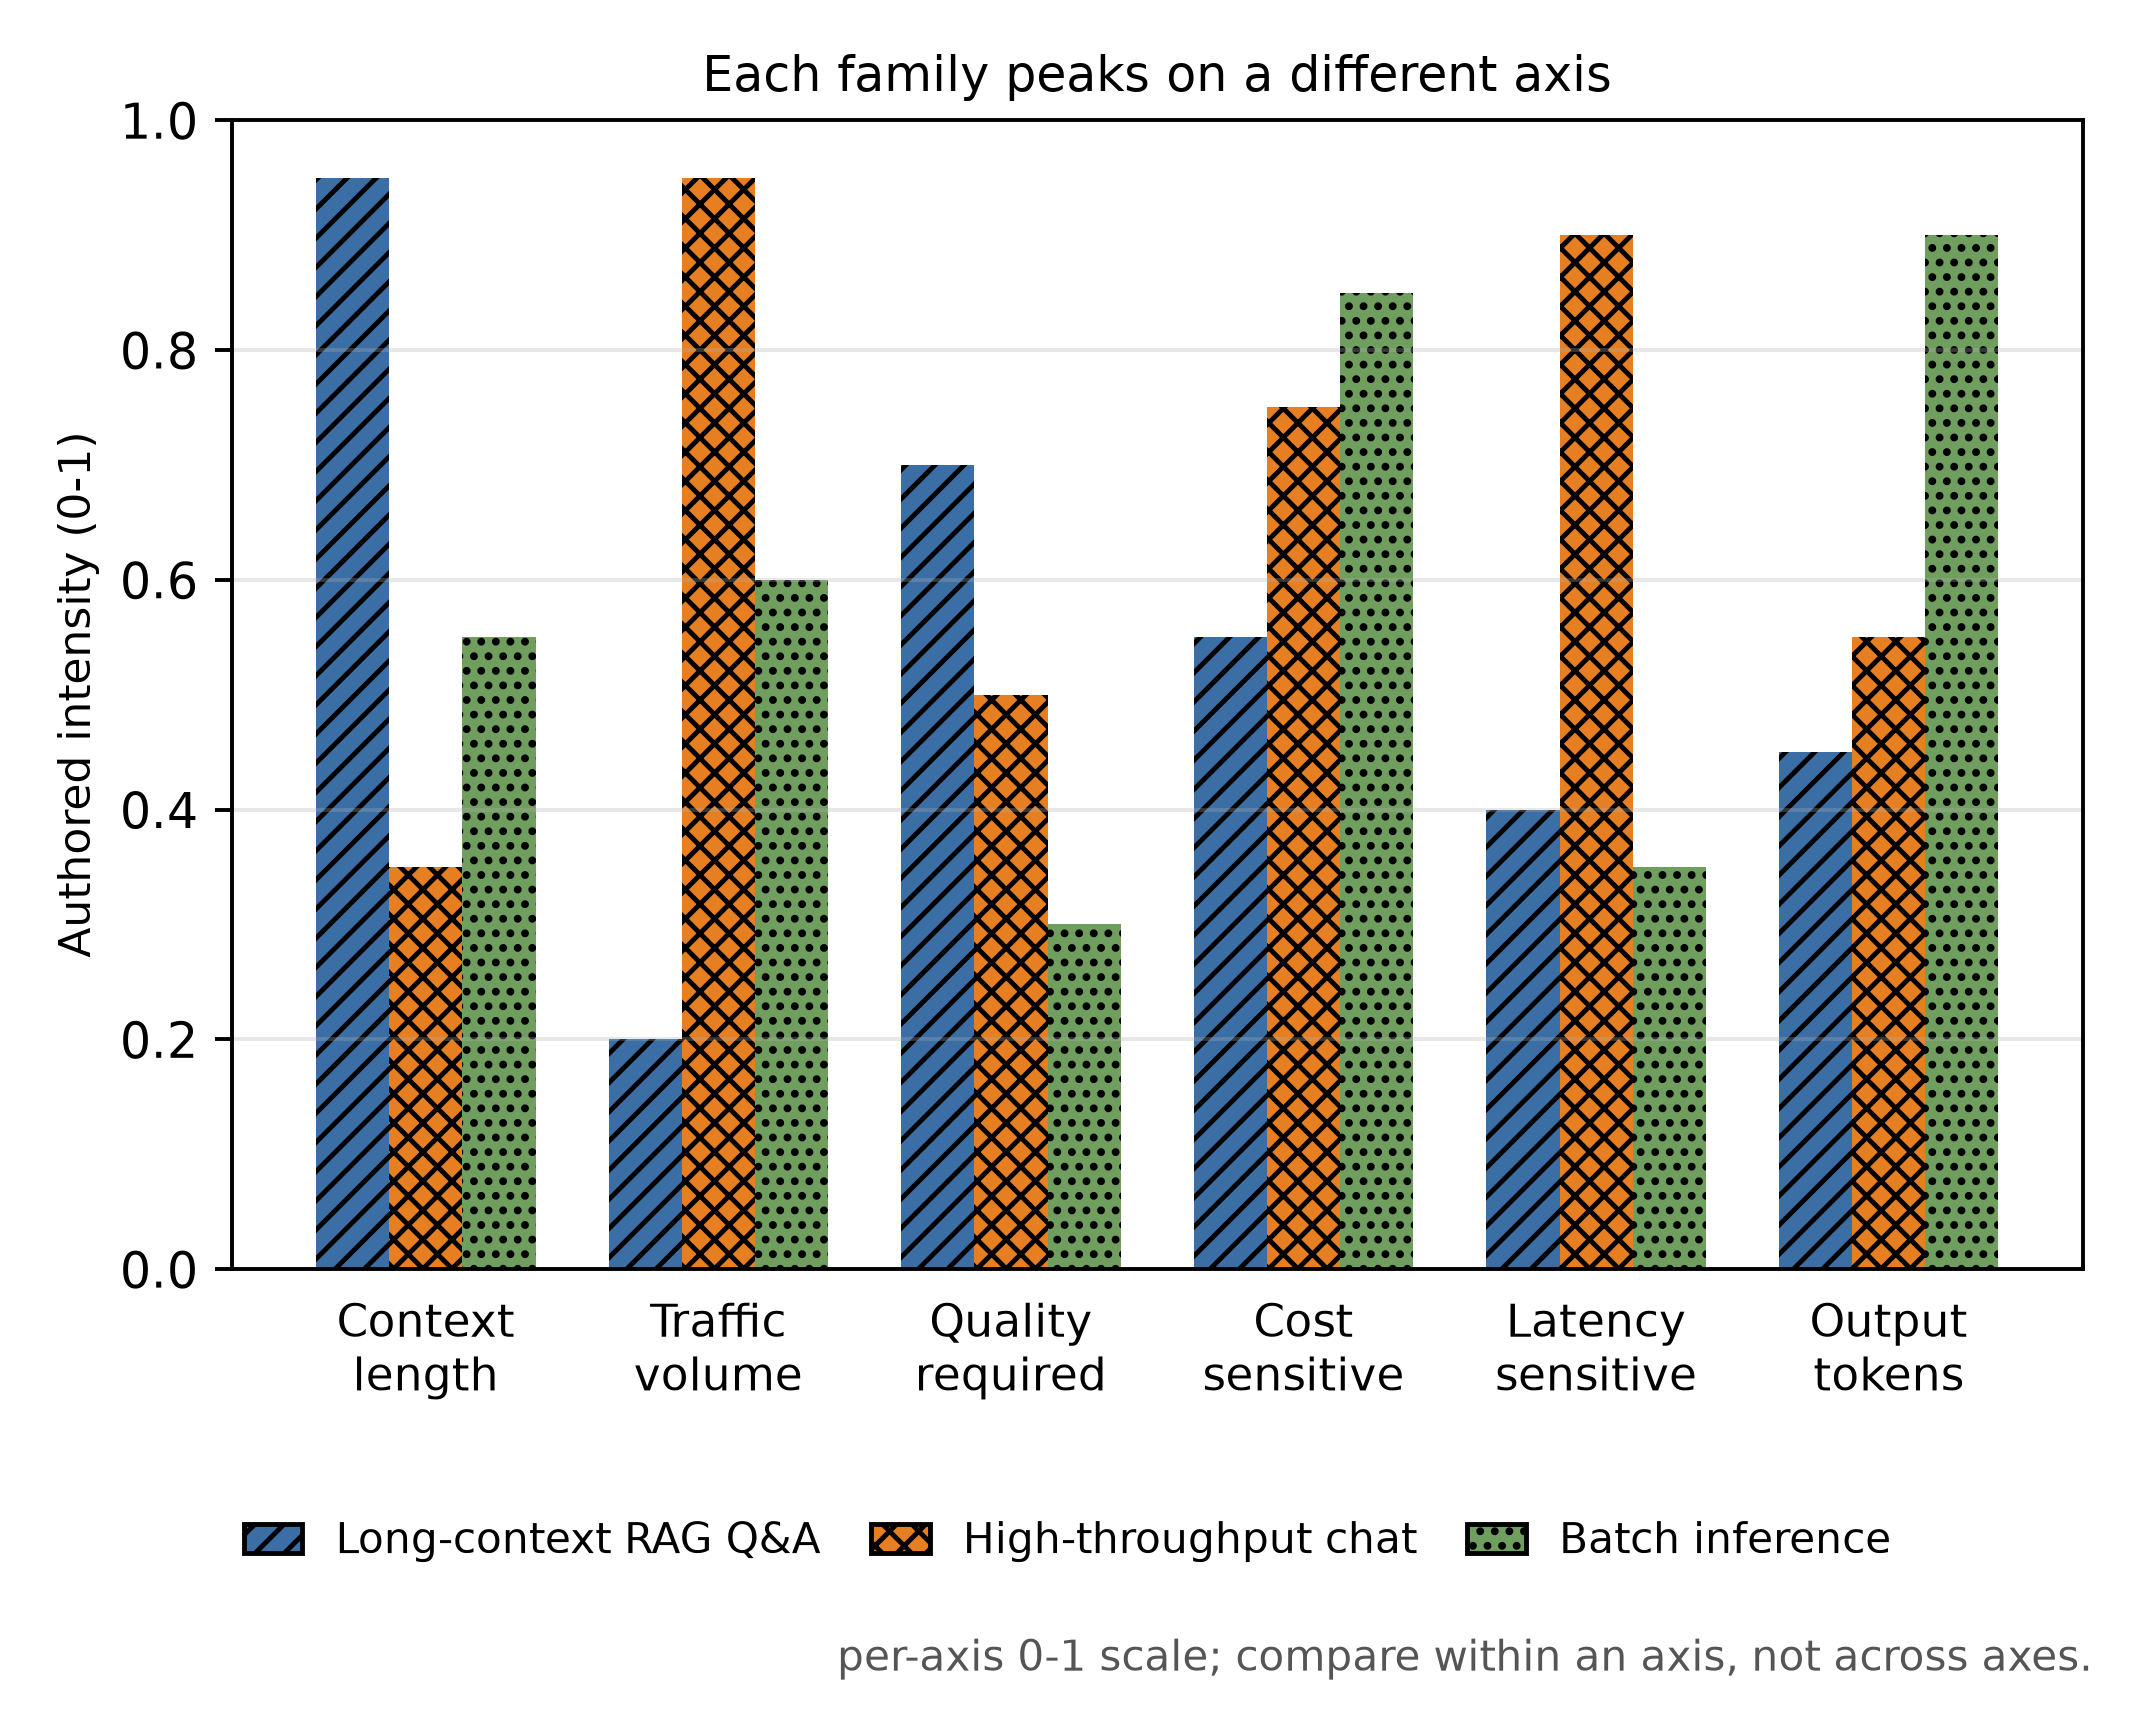 Each family peaks on a different axis
Authored intensity (0-1)
1.0
0.8
0.6
0.4
0.2
0.0
Context
length
Traffic
volume
Quality
required
Cost
sensitive
Latency
sensitive
Output
tokens
Long-context RAG Q&A
High-throughput chat
Batch inference
per-axis 0-1 scale; compare within an axis, not across axes.